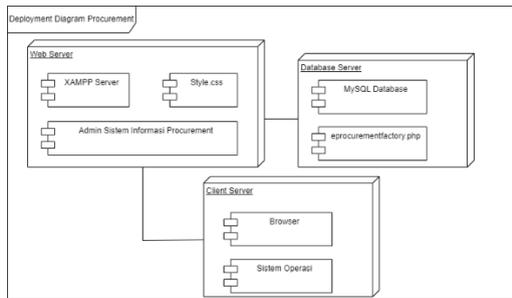 Deployment Diagram Procurement
Web Server
XAMPP Server
Style.css
Admin Sistem Informasi Procurement
Database Server
MySQL Database
eprocurementfactory.php
Client Server
Browser
Sistem Operasi